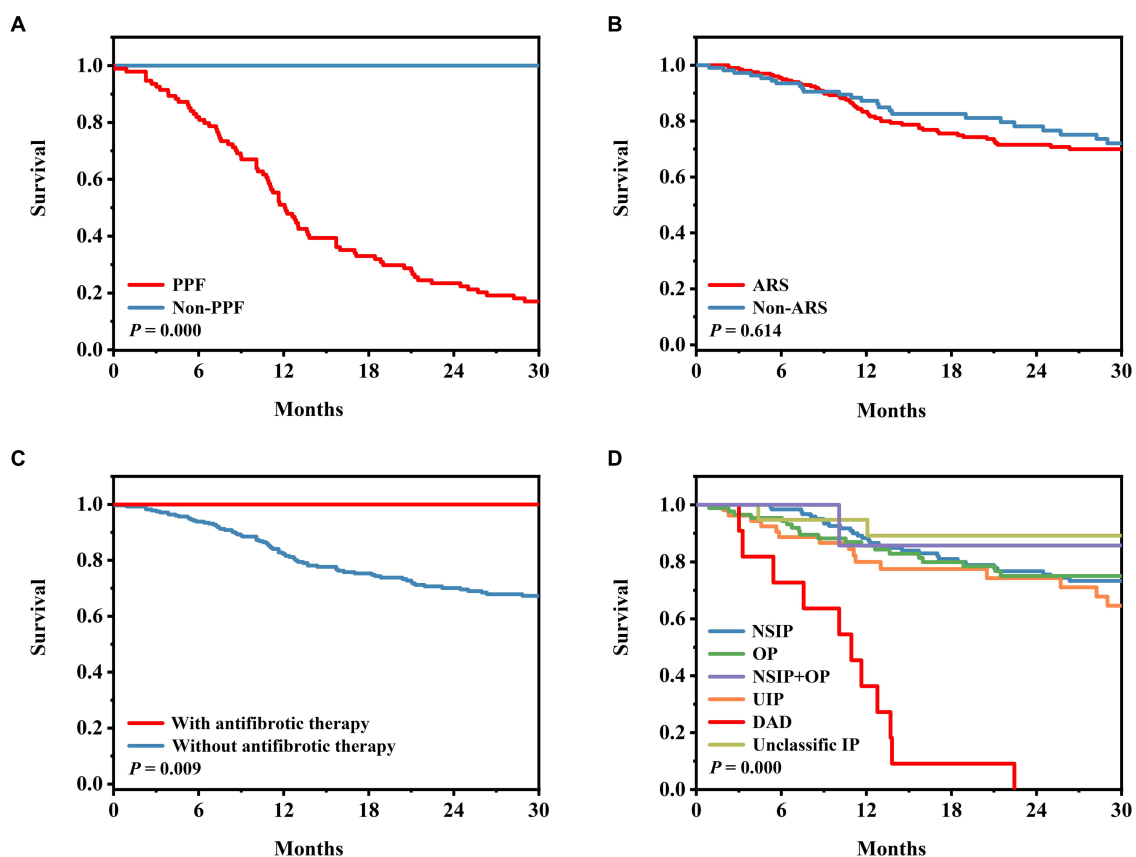 A
Survival
1.0
0.8
0.6
0.4
0.2
0.0
PPF
Non-PPF
P = 0.000
0 6 12 18 24 30
Months
B
Survival
1.0
0.8
0.6
0.4
0.2
0.0
ARS
Non-ARS
P = 0.614
0 6 12 18 24 30
Months
C
Survival
1.0
0.8
0.6
0.4
0.2
0.0
With antifibrotic therapy
Without antifibrotic therapy
P = 0.009
0 6 12 18 24 30
Months
D
Survival
1.0
0.8
0.6
0.4
0.2
0.0
NSIP
OP
NSIP+OP
UIP
DAD
Unclassific IP
P = 0.000
0 6 12 18 24 30
Months